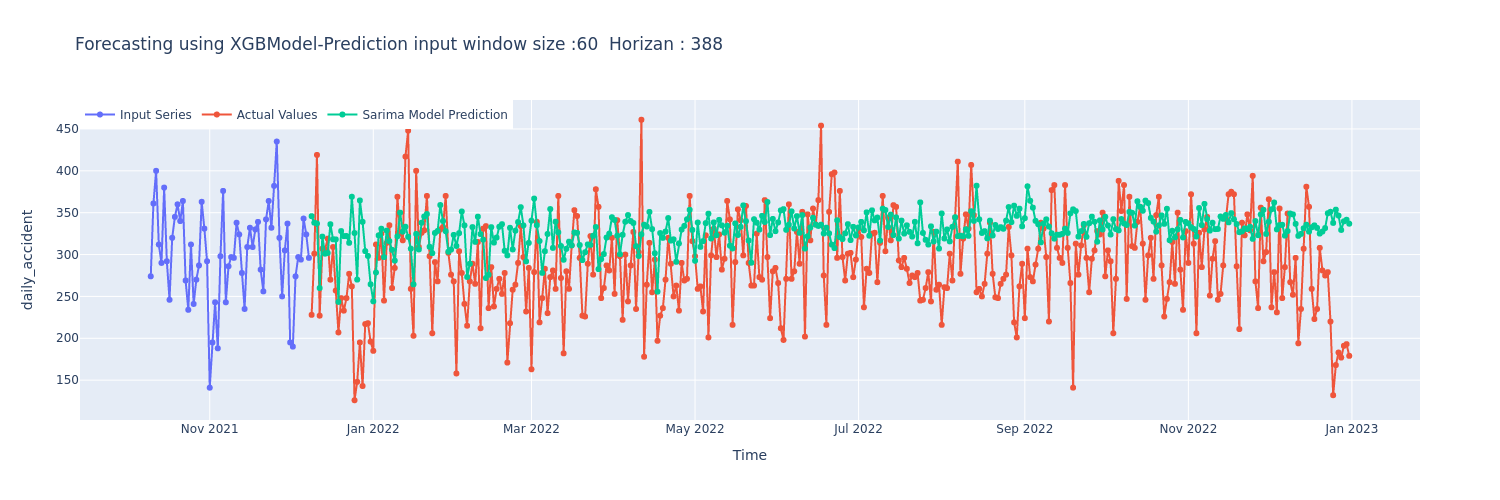 Forecasting using XGBModel-Prediction input window size :60  Horizan : 388
Input Series
Actual Values
Sarima Model Prediction
450
400
350
300
250
200
150
daily_accident
Nov 2021
Jan 2022
Mar 2022
May 2022
Jul 2022
Sep 2022
Nov 2022
Jan 2023
Time